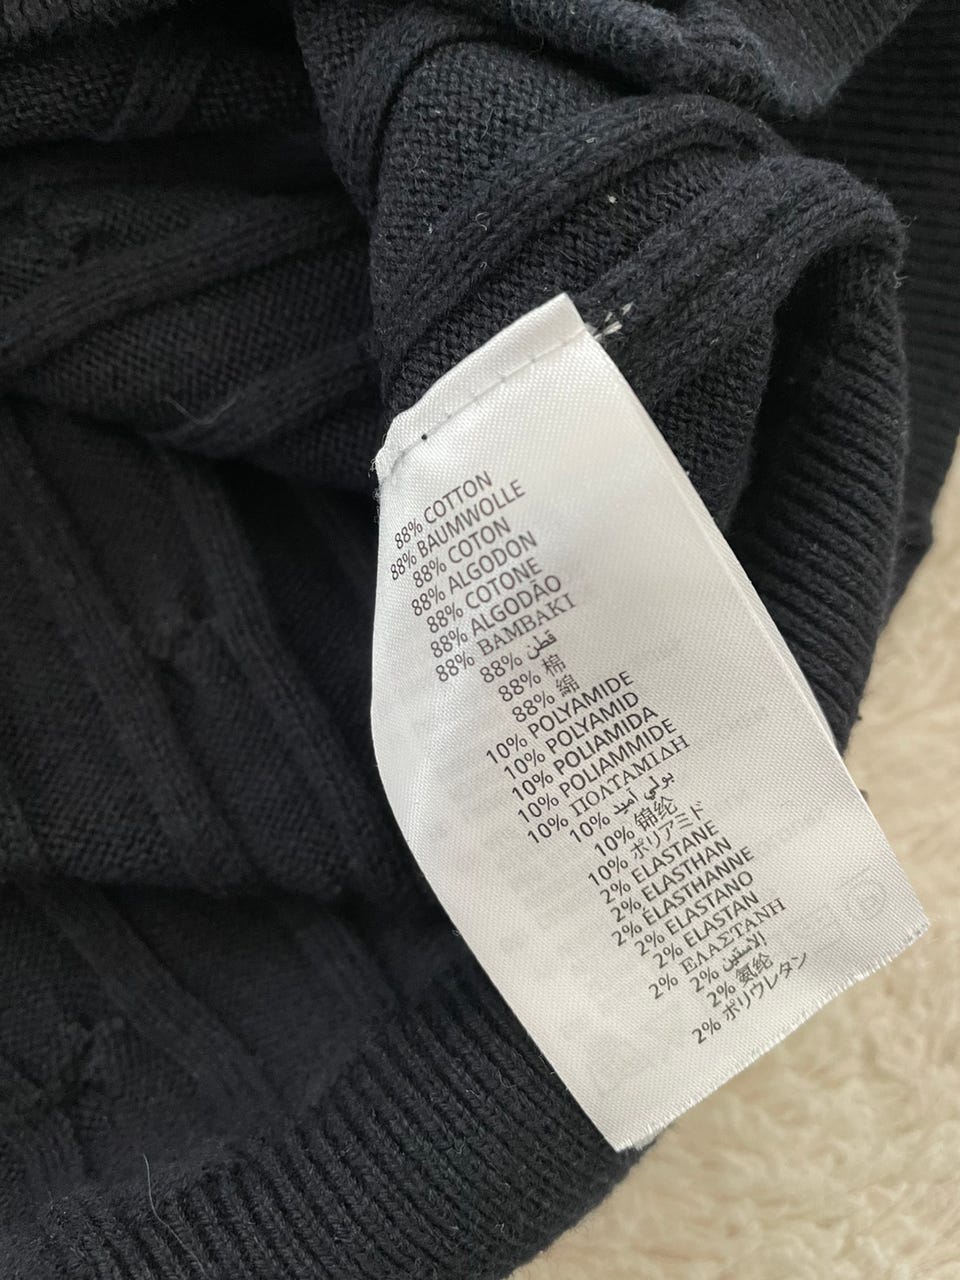 88% COTTON
88% BAUMWOLLE
88% COTON
88% ALGODON
88% COTONE
88% ALGODÃO
88% BAMBAKI
88% قطن
88% 棉
88% 綿
10% POLYAMIDE
10% POLYAMID
10% POLIAMIDA
10% POLIAMMIDE
10% ΠΟΛΤΑΜΙΔΗ
10% بولي أميد
10% 锦纶
10% ポリアミド
2% ELASTANE
2% ELASTHAN
2% ÉLASTHANNE
2% ELASTANO
2% ELASTAN
2% ΕΛΑΣΤΑΝΗ
2% الاستين
2% 氨纶
2% ポリウレタン